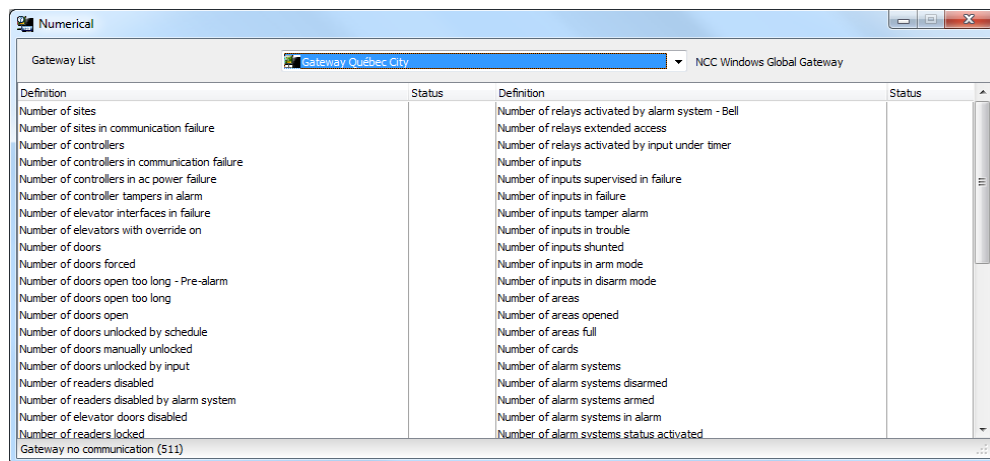 Numerical
Gateway List
Gateway Québec City
NCC Windows Global Gateway
Definition Status Definition Status
Number of sites Number of relays activated by alarm system - Bell
Number of sites in communication failure Number of relays extended access
Number of controllers Number of relays activated by input under timer
Number of controllers in communication failure Number of inputs
Number of controllers in ac power failure Number of inputs supervised in failure
Number of controller tampers in alarm Number of inputs in failure
Number of elevator interfaces in failure Number of inputs tamper alarm
Number of elevators with override on Number of inputs in trouble
Number of doors Number of inputs shunted
Number of doors forced Number of inputs in arm mode
Number of doors open too long - Pre-alarm Number of inputs in disarm mode
Number of doors open too long Number of areas
Number of doors open Number of areas opened
Number of doors unlocked by schedule Number of areas full
Number of doors manually unlocked Number of cards
Number of doors unlocked by input Number of alarm systems
Number of readers disabled Number of alarm systems disarmed
Number of readers disabled by alarm system Number of alarm systems armed
Number of elevator doors disabled Number of alarm systems in alarm
Number of readers locked Number of alarm systems status activated
Gateway no communication (511)